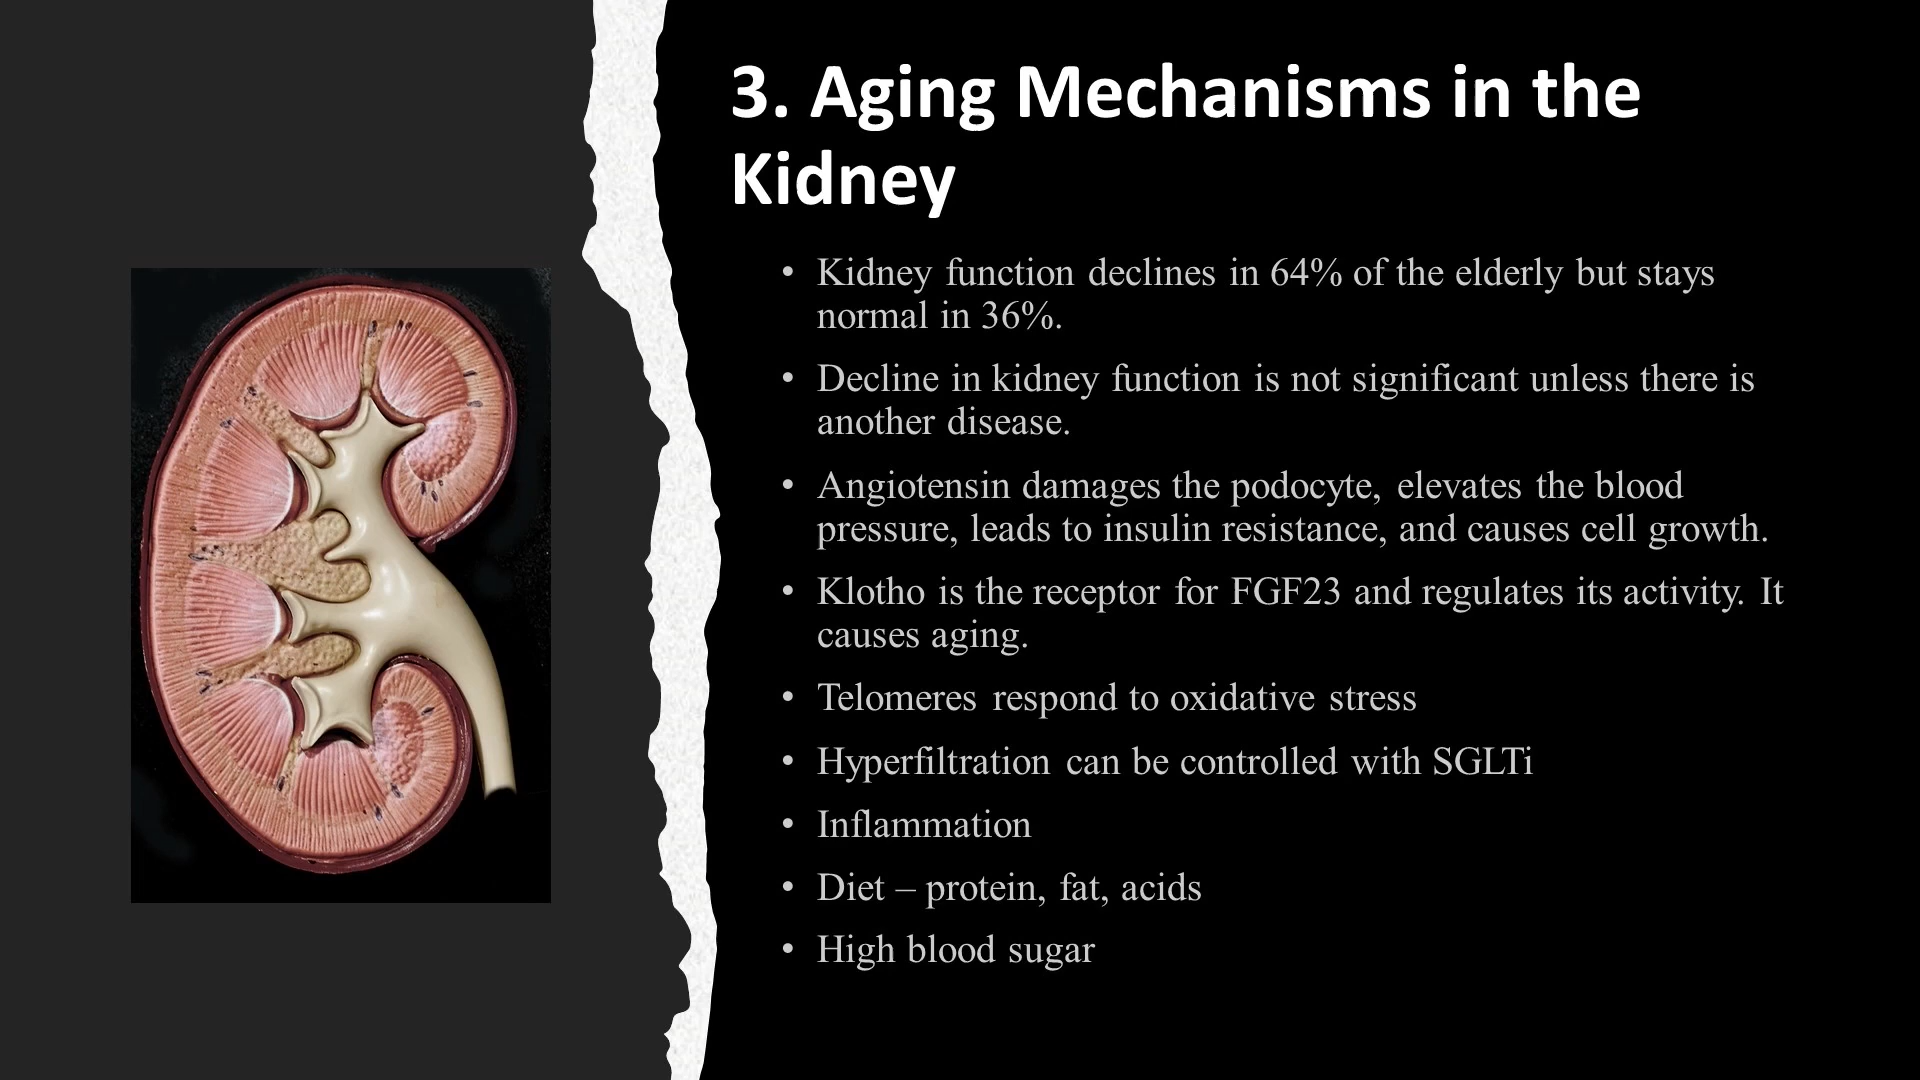 3. Aging Mechanisms in the
Kidney
• Kidney function declines in 64% of the elderly but stays
normal in 36%.
• Decline in kidney function is not significant unless there is
another disease.
• Angiotensin damages the podocyte, elevates the blood
pressure, leads to insulin resistance, and causes cell growth.
• Klotho is the receptor for FGF23 and regulates its activity. It
causes aging.
• Telomeres respond to oxidative stress
• Hyperfiltration can be controlled with SGLTi
• Inflammation
• Diet – protein, fat, acids
• High blood sugar